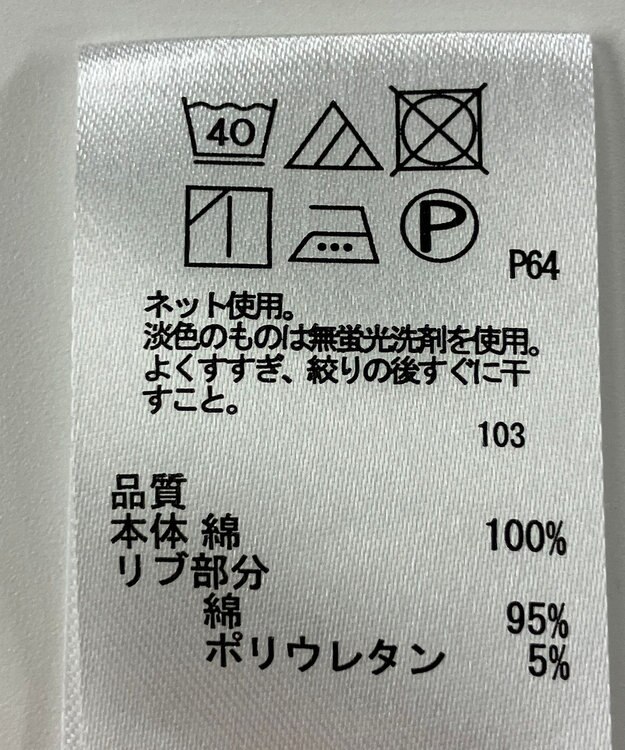 40
P
P64
ネット使用。
淡色のものは無蛍光洗剤を使用。
よくすすぎ、絞りの後すぐに干
すこと。
103
品質
本体 綿 100%
リブ部分
綿 95%
ポリウレタン 5%